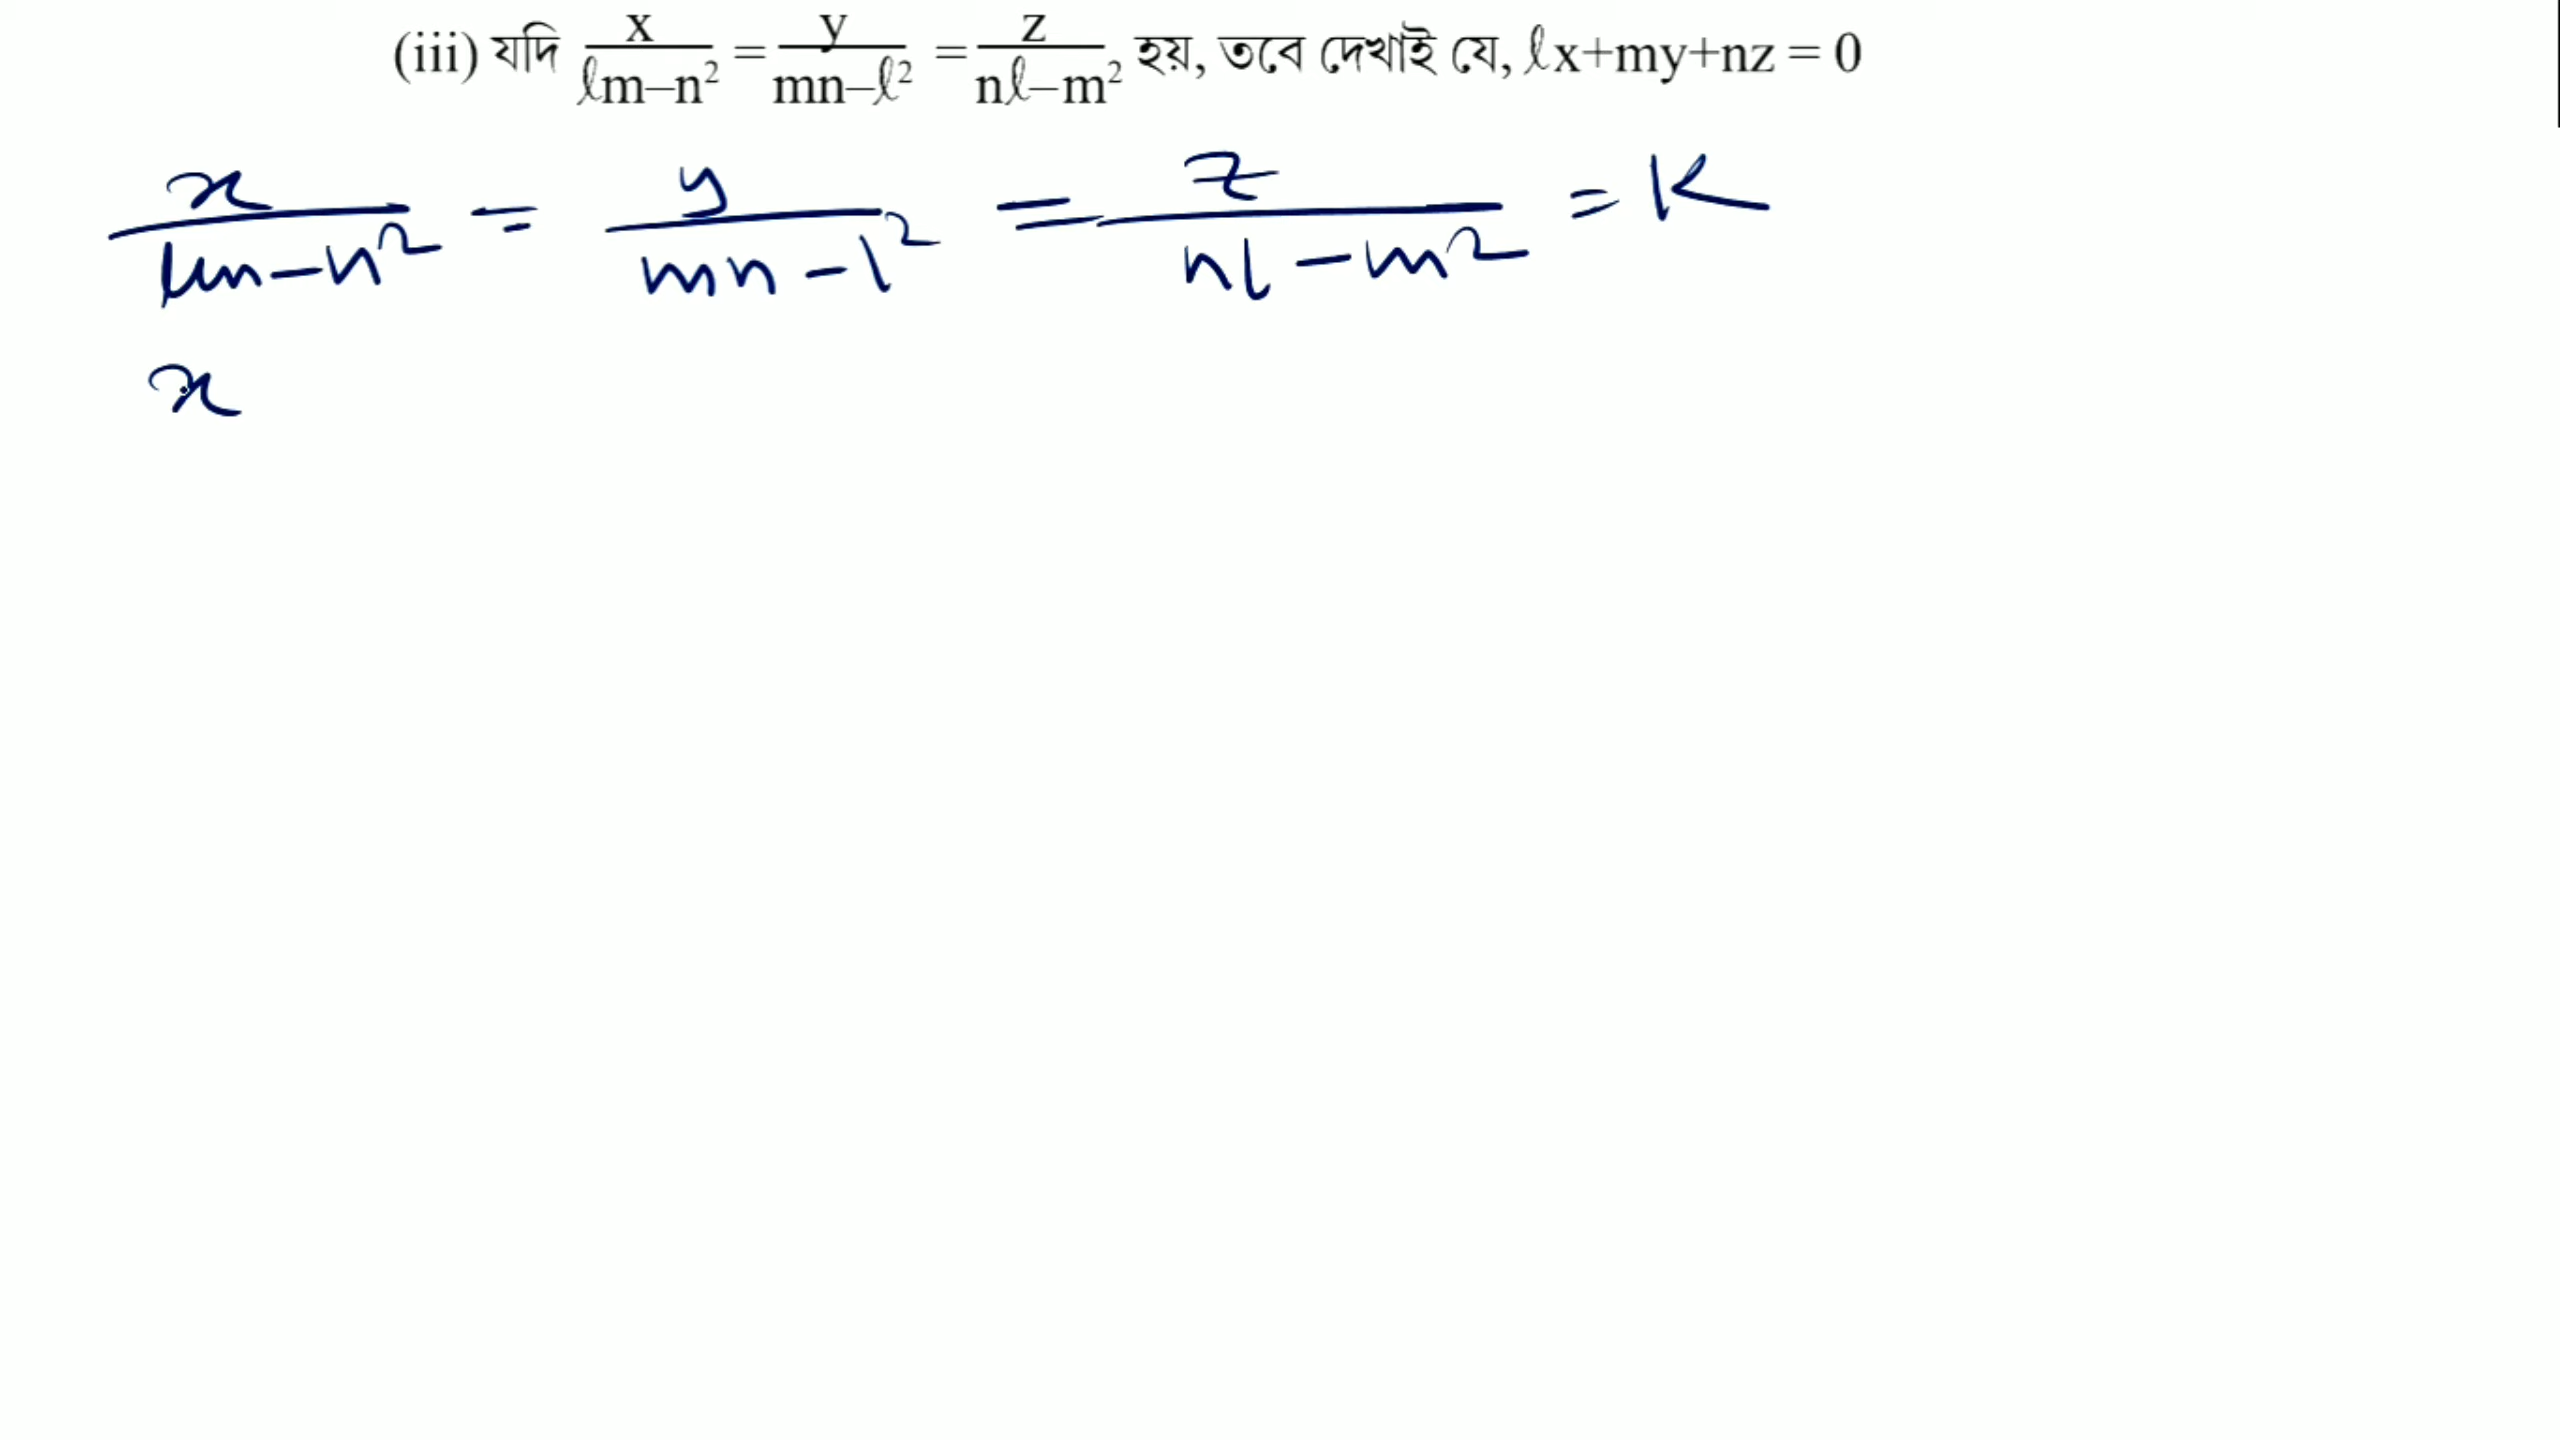 (iii) যদি x/(ℓm–n²) = y/(mn–ℓ²) = z/(nℓ–m²) হয়, তবে দেখাই যে, ℓx+my+nz = 0
x/(lm–n²) = y/(mn–l²) = z/(nl–m²) = K
x